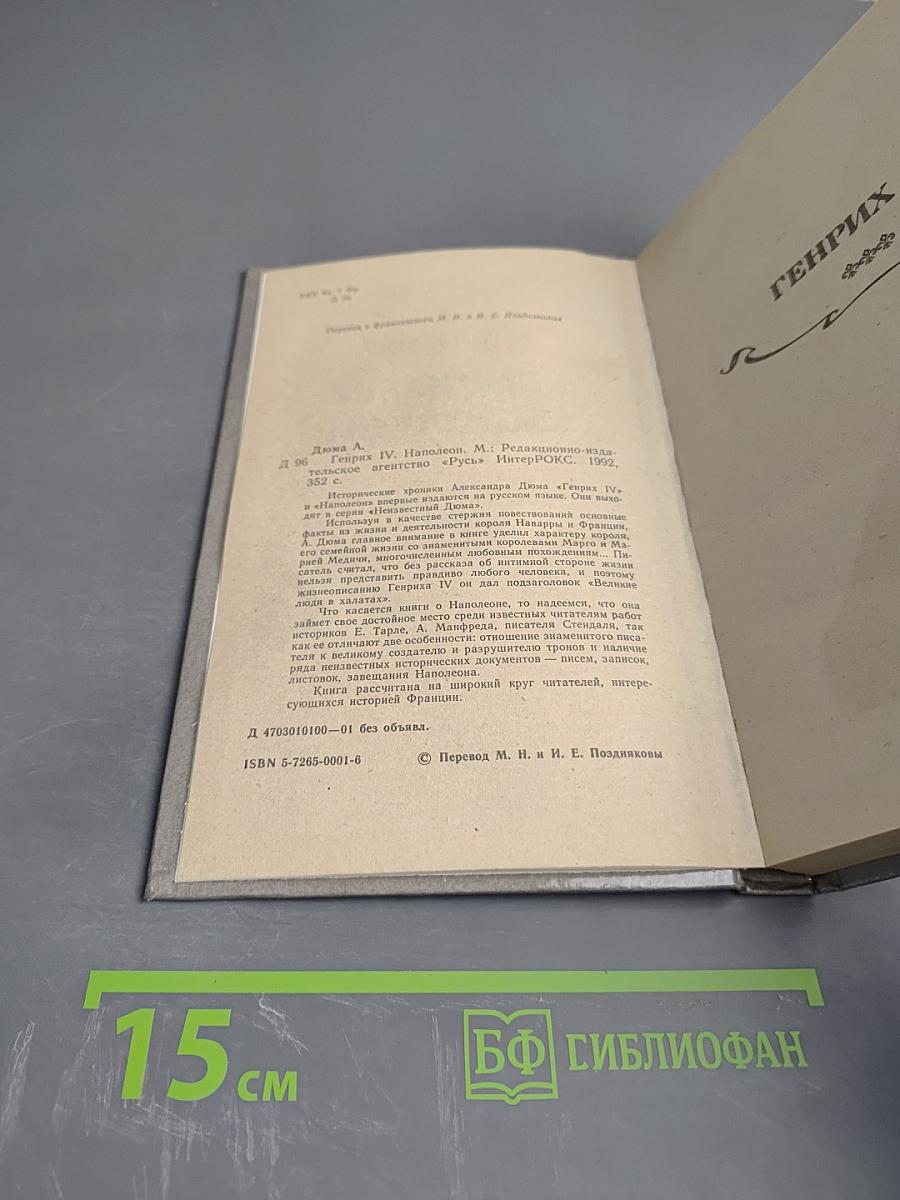 Д 96
Перевод с французского М. Н. и И. Е. Поздняковых
Дюма А.
Д 96 Генрих IV. Наполеон. М.: Редакционно-изда-
тельское агентство «Русь» ИнтерРОКС. 1992,
352 с.
Исторические хроники Александра Дюма «Генрих IV»
и «Наполеон» впервые издаются на русском языке. Они выхо-
дят в серии «Неизвестный Дюма».
Используя в качестве стержня повествований основные
факты из жизни и деятельности короля Наварры и Франции,
А. Дюма главное внимание в книге уделил характеру короля,
его семейной жизни со знаменитыми королевами Марго и Ма-
рией Медичи, многочисленным любовным похождениям... Пи-
сатель считал, что без рассказа об интимной стороне жизни
нельзя представить правдиво любого человека, и поэтому
жизнеописанию Генриха IV он дал подзаголовок «Великие
люди в халатах».
Что касается книги о Наполеоне, то надеемся, что она
займет свое достойное место среди известных читателям работ
историков Е. Тарле, А. Манфреда, писателя Стендаля, так
как ее отличают две особенности: отношение знаменитого писа-
теля к великому создателю и разрушителю тронов и наличие
ряда неизвестных исторических документов — писем, записок,
листовок, завещания Наполеона.
Книга рассчитана на широкий круг читателей, интере-
сующихся историей Франции.
Д 4703010100—01 без объявл.
ISBN 5-7265-0001-6 © Перевод М. Н. и И. Е. Поздняковы
ГЕНРИХ
15 см
БФ БИБЛИОФАН